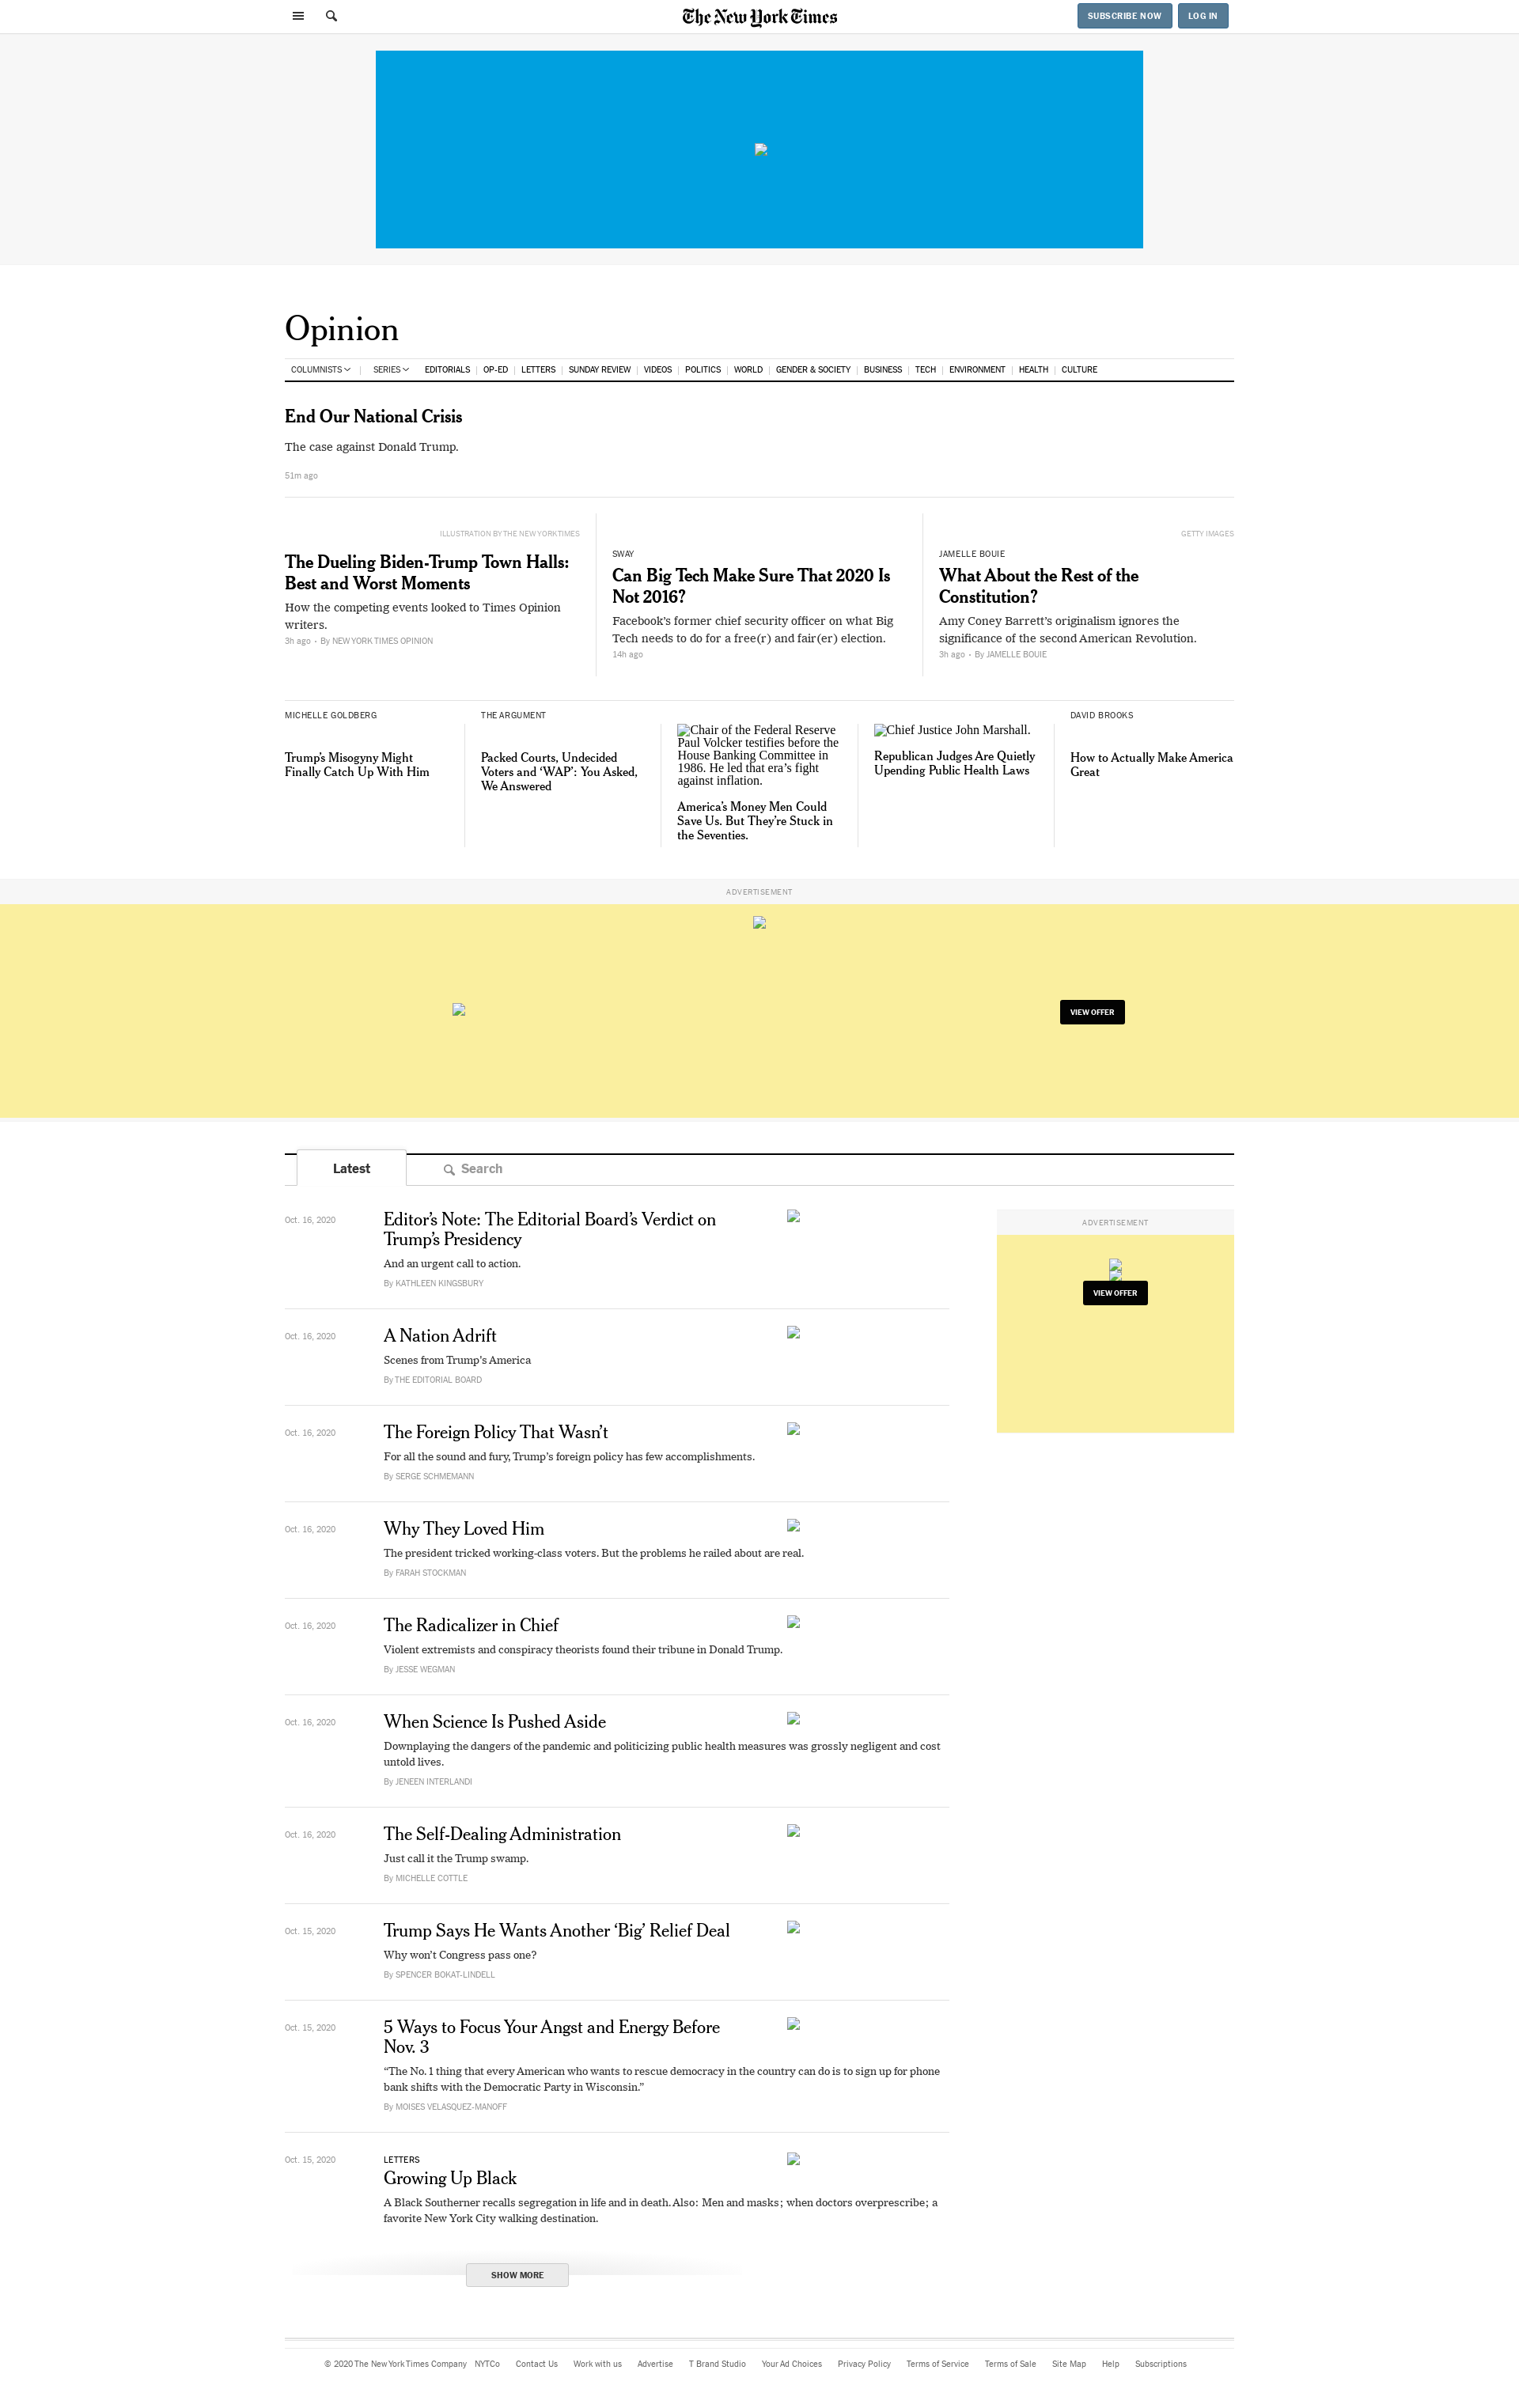 The New York Times
SUBSCRIBE NOW
LOG IN
Opinion
COLUMNISTS
SERIES
EDITORIALS
OP-ED
LETTERS
SUNDAY REVIEW
VIDEOS
POLITICS
WORLD
GENDER & SOCIETY
BUSINESS
TECH
ENVIRONMENT
HEALTH
CULTURE
End Our National Crisis
The case against Donald Trump.
51m ago
ILLUSTRATION BY THE NEW YORK TIMES
The Dueling Biden-Trump Town Halls:
Best and Worst Moments
How the competing events looked to Times Opinion
writers.
3h ago • By NEW YORK TIMES OPINION
SWAY
Can Big Tech Make Sure That 2020 Is
Not 2016?
Facebook’s former chief security officer on what Big
Tech needs to do for a free(r) and fair(er) election.
14h ago
GETTY IMAGES
JAMELLE BOUIE
What About the Rest of the
Constitution?
Amy Coney Barrett’s originalism ignores the
significance of the second American Revolution.
3h ago • By JAMELLE BOUIE
MICHELLE GOLDBERG
Trump’s Misogyny Might
Finally Catch Up With Him
THE ARGUMENT
Packed Courts, Undecided
Voters and ‘WAP’: You Asked,
We Answered
Chair of the Federal Reserve
Paul Volcker testifies before the
House Banking Committee in
1986. He led that era’s fight
against inflation.
America’s Money Men Could
Save Us. But They’re Stuck in
the Seventies.
Chief Justice John Marshall.
Republican Judges Are Quietly
Upending Public Health Laws
DAVID BROOKS
How to Actually Make America
Great
ADVERTISEMENT
VIEW OFFER
Latest
Search
Oct. 16, 2020
Editor’s Note: The Editorial Board’s Verdict on
Trump’s Presidency
And an urgent call to action.
By KATHLEEN KINGSBURY
ADVERTISEMENT
VIEW OFFER
Oct. 16, 2020
A Nation Adrift
Scenes from Trump’s America
By THE EDITORIAL BOARD
Oct. 16, 2020
The Foreign Policy That Wasn’t
For all the sound and fury, Trump’s foreign policy has few accomplishments.
By SERGE SCHMEMANN
Oct. 16, 2020
Why They Loved Him
The president tricked working-class voters. But the problems he railed about are real.
By FARAH STOCKMAN
Oct. 16, 2020
The Radicalizer in Chief
Violent extremists and conspiracy theorists found their tribune in Donald Trump.
By JESSE WEGMAN
Oct. 16, 2020
When Science Is Pushed Aside
Downplaying the dangers of the pandemic and politicizing public health measures was grossly negligent and cost
untold lives.
By JENEEN INTERLANDI
Oct. 16, 2020
The Self-Dealing Administration
Just call it the Trump swamp.
By MICHELLE COTTLE
Oct. 15, 2020
Trump Says He Wants Another ‘Big’ Relief Deal
Why won’t Congress pass one?
By SPENCER BOKAT-LINDELL
Oct. 15, 2020
5 Ways to Focus Your Angst and Energy Before
Nov. 3
“The No. 1 thing that every American who wants to rescue democracy in the country can do is to sign up for phone
bank shifts with the Democratic Party in Wisconsin.”
By MOISES VELASQUEZ-MANOFF
Oct. 15, 2020
LETTERS
Growing Up Black
A Black Southerner recalls segregation in life and in death. Also: Men and masks; when doctors overprescribe; a
favorite New York City walking destination.
SHOW MORE
© 2020 The New York Times Company
NYTCo
Contact Us
Work with us
Advertise
T Brand Studio
Your Ad Choices
Privacy Policy
Terms of Service
Terms of Sale
Site Map
Help
Subscriptions